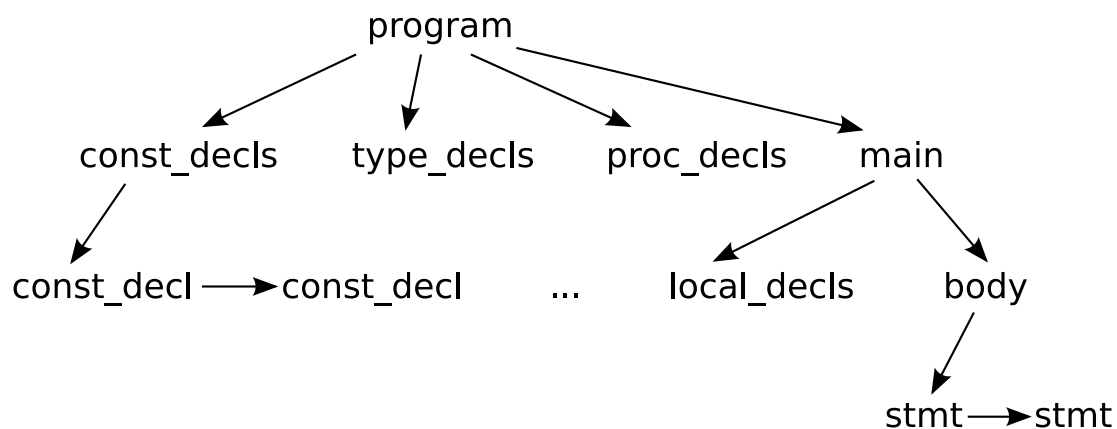 program
const_decls type_decls proc_decls main
const_decl const_decl ... local_decls body
stmt stmt